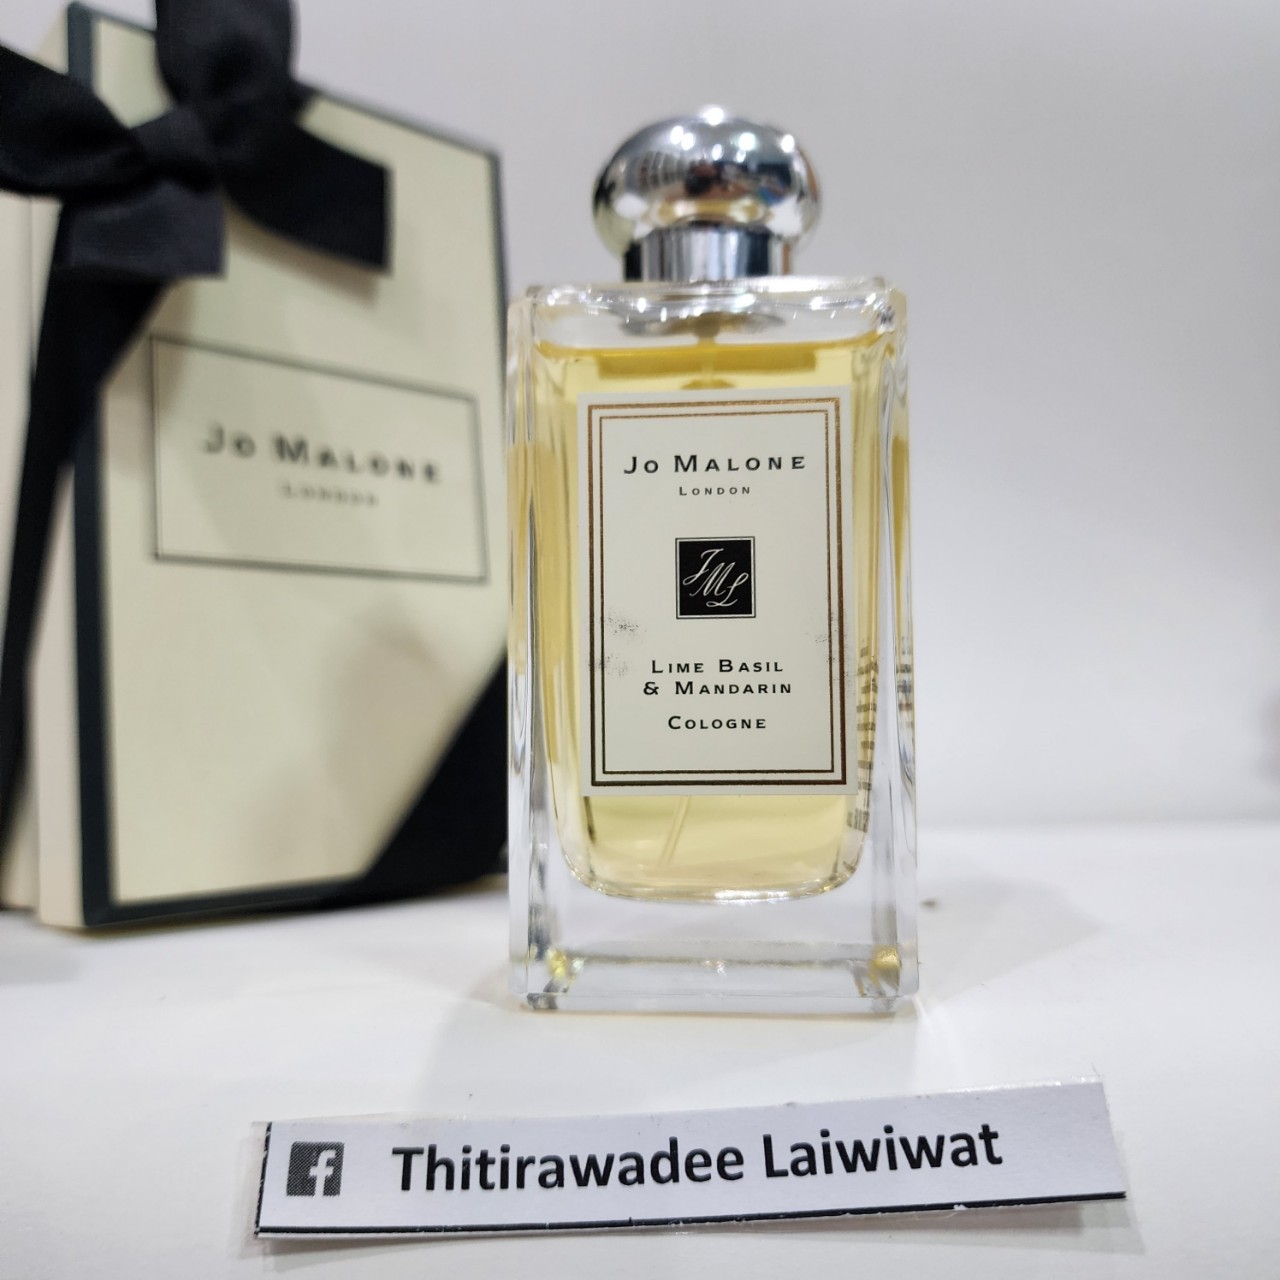 Jo Malone
London
Jo Malone
London
JML
Lime Basil
& Mandarin
Cologne
f Thitirawadee Laiwiwat